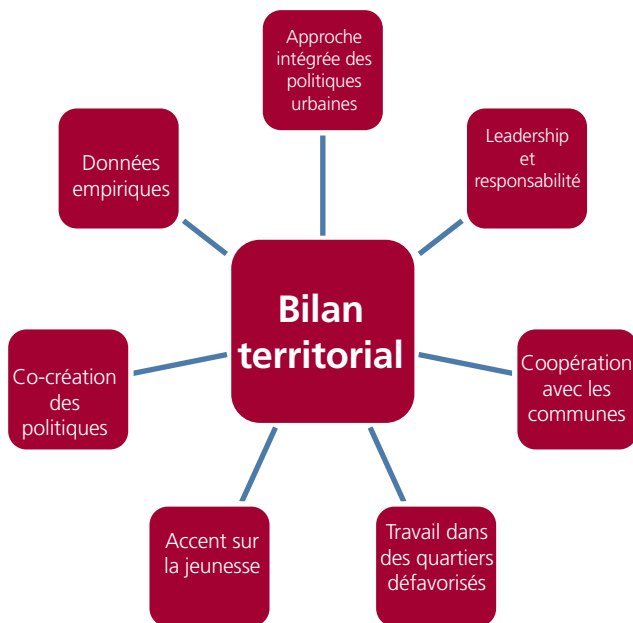 Approche
intégrée des
politiques
urbaines
Leadership
et
responsabilité
Données
empiriques
Bilan
territorial
Coopération
avec les
communes
Co-création
des
politiques
Travail dans
des quartiers
défavorisés
Accent sur
la jeunesse